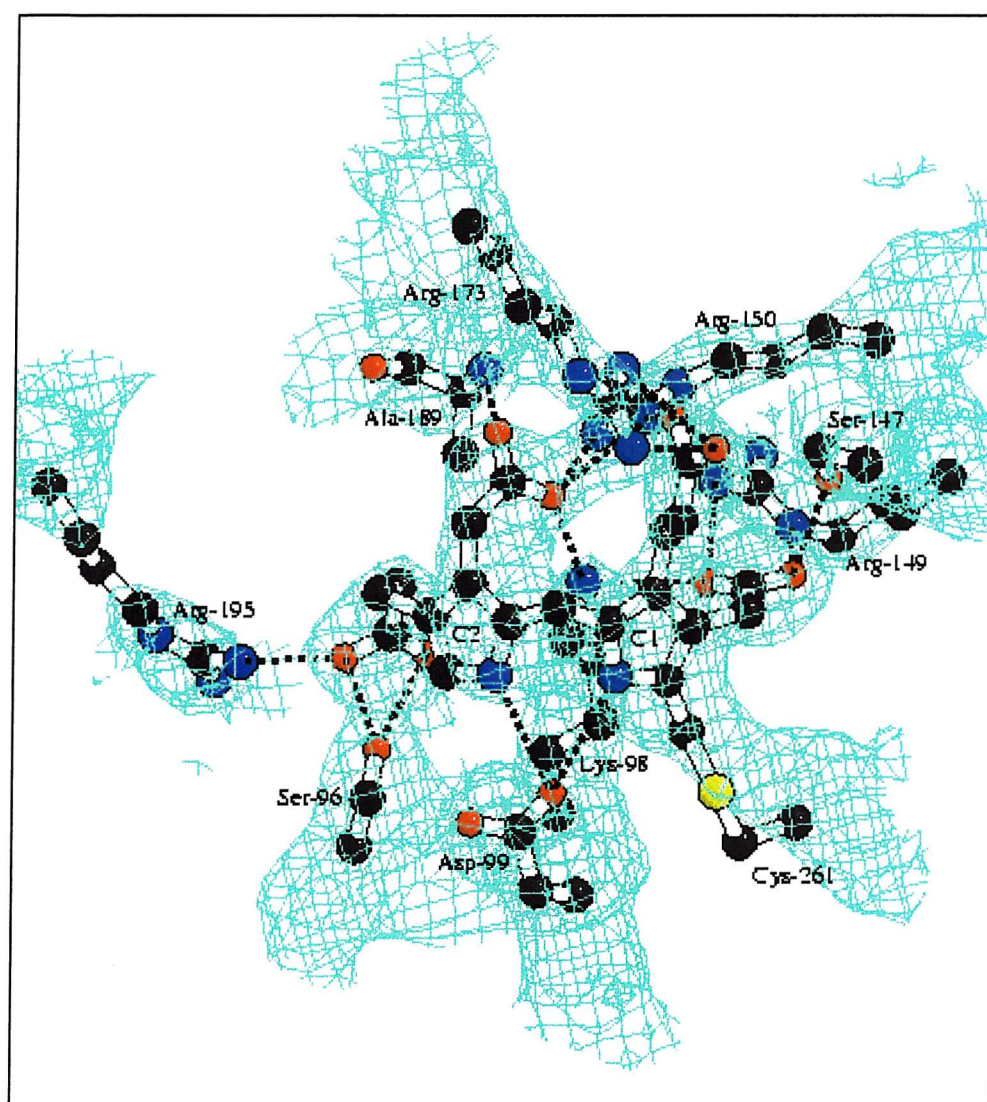 Arg-173
Arg-150
Ala-189
Ser-147
Arg-149
Arg-195
C2
C1
Lys-98
Ser-96
Asp-99
Cys-261